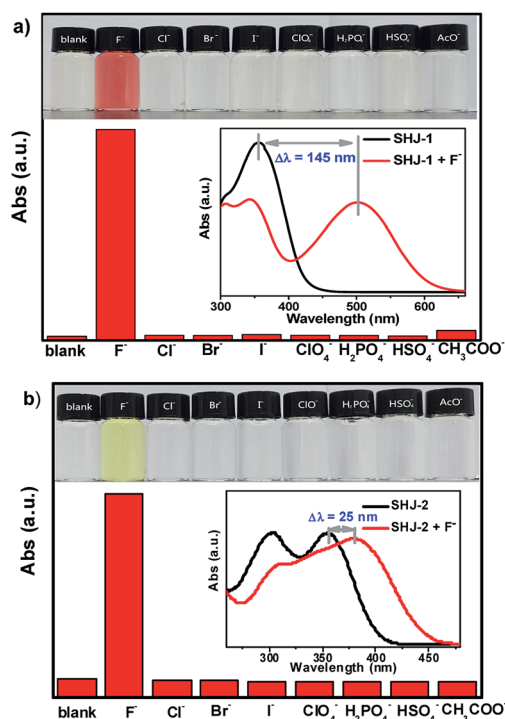 a)
blank F⁻ Cl⁻ Br⁻ I⁻ ClO₄⁻ H₂PO₄⁻ HSO₄⁻ AcO⁻
Abs (a.u.)
SHJ-1
SHJ-1 + F⁻
Δλ = 145 nm
Abs (a.u.)
300 400 500 600
Wavelength (nm)
blank F⁻ Cl⁻ Br⁻ I⁻ ClO₄⁻ H₂PO₄⁻ HSO₄⁻ CH₃COO⁻
b)
blank F⁻ Cl⁻ Br⁻ I⁻ ClO⁻ H₂PO₄⁻ HSO₄⁻ AcO⁻
Abs (a.u.)
SHJ-2
SHJ-2 + F⁻
Δλ = 25 nm
Abs (a.u.)
300 350 400 450
Wavelength (nm)
blank F⁻ Cl⁻ Br⁻ I⁻ ClO₄⁻ H₂PO₄⁻ HSO₄⁻ CH₃COO⁻